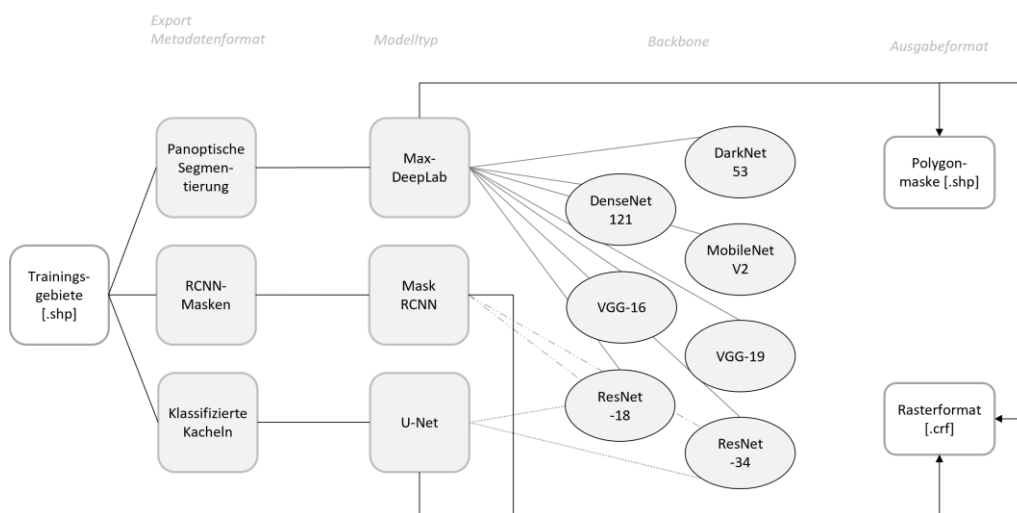 Export
Metadatenformat
Modelltyp
Backbone
Ausgabeformat
Panoptische
Segmen-
tierung
Max-
DeepLab
DarkNet
53
Polygon-
maske [.shp]
DenseNet
121
MobileNet
V2
Trainings-
gebiete
[.shp]
RCNN-
Masken
Mask
RCNN
VGG-16
VGG-19
Klassifizierte
Kacheln
U-Net
ResNet
-18
ResNet
-34
Rasterformat
[.crf]